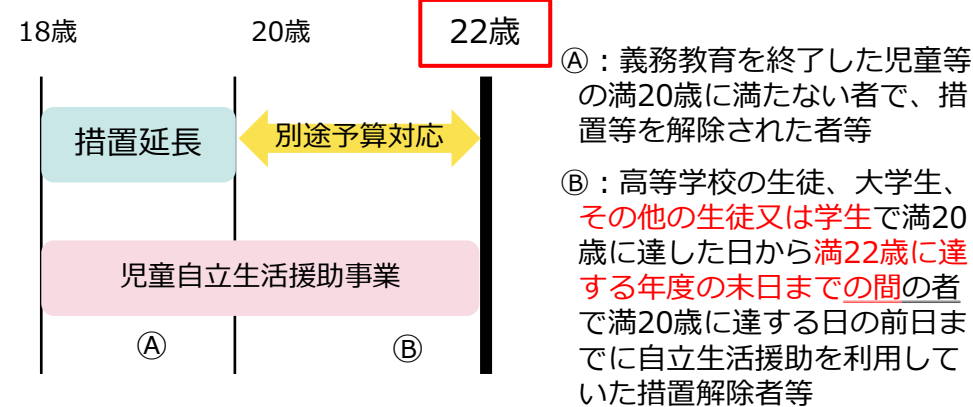 18歳
20歳
22歳
措置延長
別途予算対応
児童自立生活援助事業
Ⓐ
Ⓑ
Ⓐ：義務教育を終了した児童等
の満20歳に満たない者で、措
置等を解除された者等
Ⓑ：高等学校の生徒、大学生、
その他の生徒又は学生で満20
歳に達した日から満22歳に達
する年度の末日までの間の者
で満20歳に達する日の前日ま
でに自立生活援助を利用して
いた措置解除者等